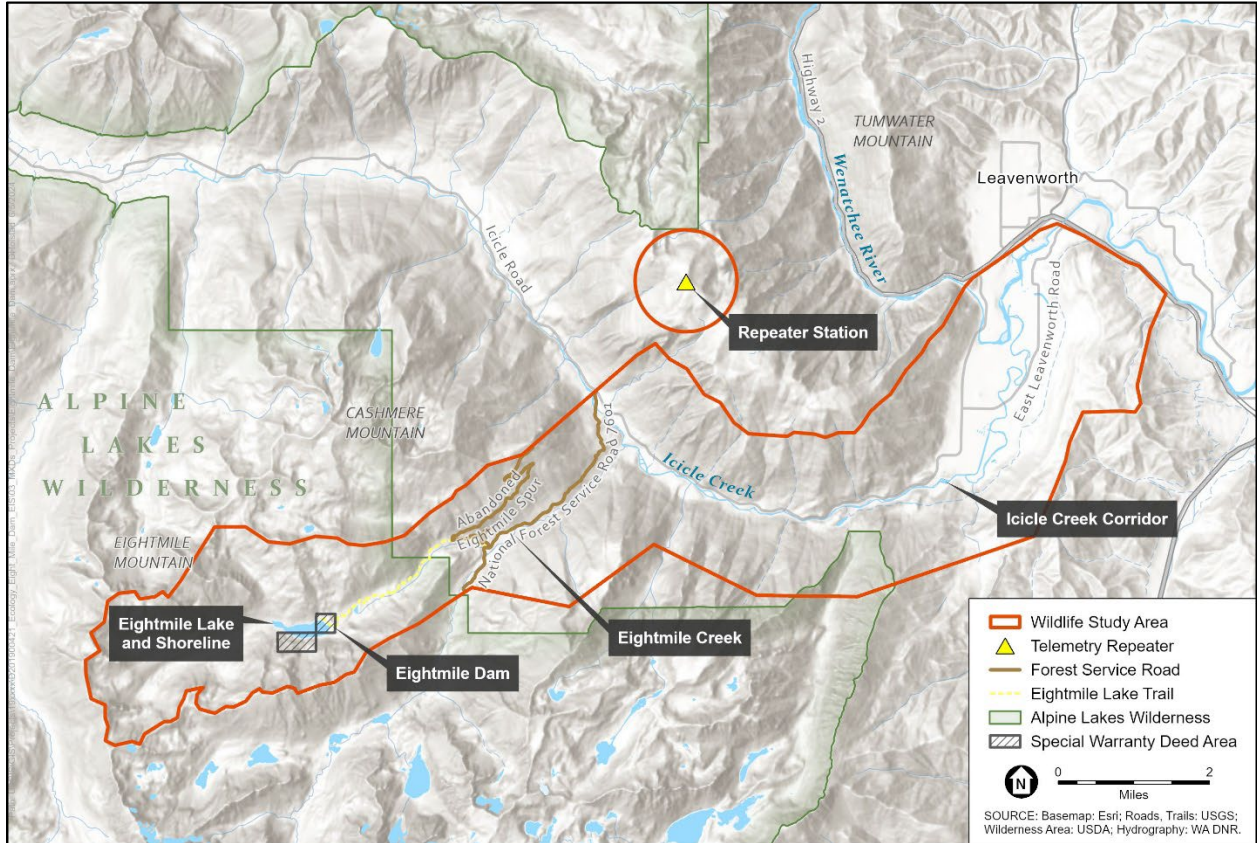 Highway 2
TUMWATER
MOUNTAIN
Wenatchee River
Leavenworth
Icicle Road
East Leavenworth Road
Repeater Station
ALPINE
LAKES
WILDERNESS
CASHMERE
MOUNTAIN
Icicle Creek
Abandoned
Eightmile Spur
National Forest Service Road 7601
Icicle Creek Corridor
EIGHTMILE
MOUNTAIN
Eightmile Lake
and Shoreline
Eightmile Creek
Eightmile Dam
Wildlife Study Area
Telemetry Repeater
Forest Service Road
Eightmile Lake Trail
Alpine Lakes Wilderness
Special Warranty Deed Area
N
0 2
Miles
SOURCE: Basemap: Esri; Roads, Trails: USGS;
Wilderness Area: USDA; Hydrography: WA DNR.